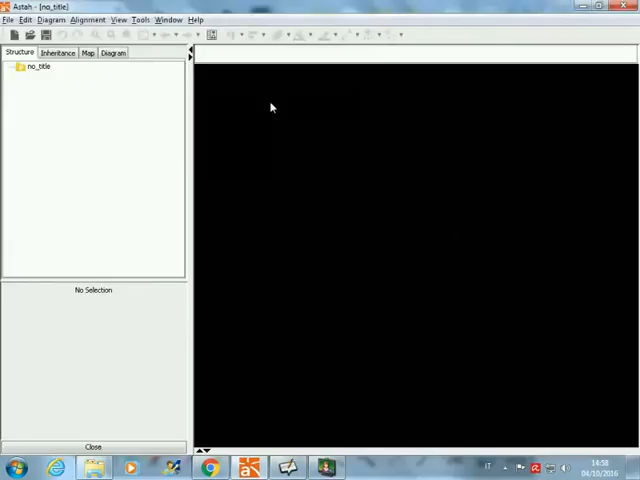 Astah - [no_title]
File Edit Diagram Alignment View Tools Window Help
Structure Inheritance Map Diagram
no_title
No Selection
Close
IT
14:58
04/10/2016